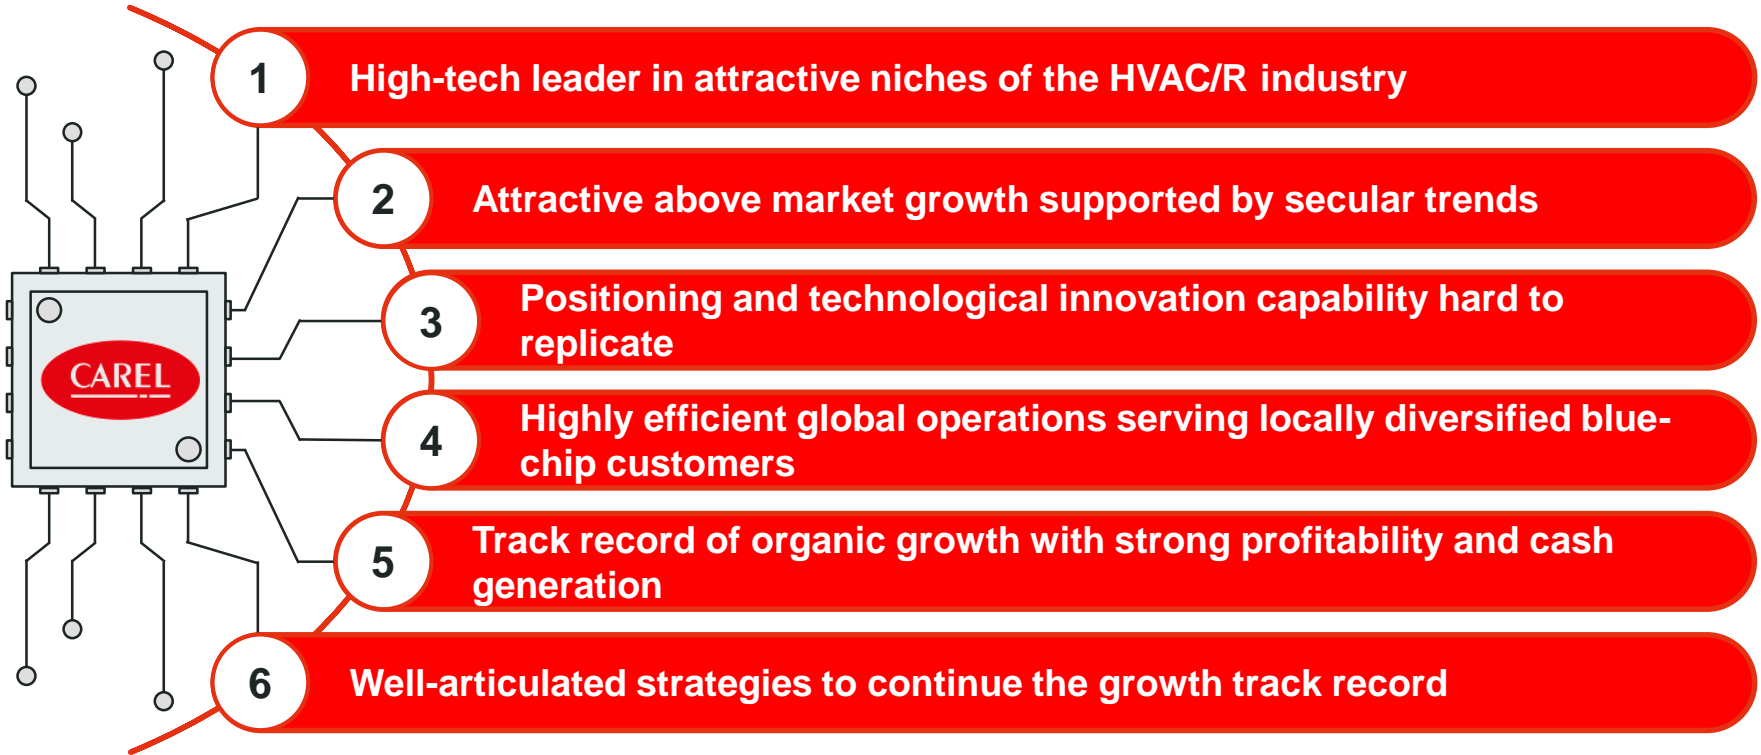 1
High-tech leader in attractive niches of the HVAC/R industry
2
Attractive above market growth supported by secular trends
3
Positioning and technological innovation capability hard to
replicate
CAREL
4
Highly efficient global operations serving locally diversified blue-
chip customers
5
Track record of organic growth with strong profitability and cash
generation
6
Well-articulated strategies to continue the growth track record